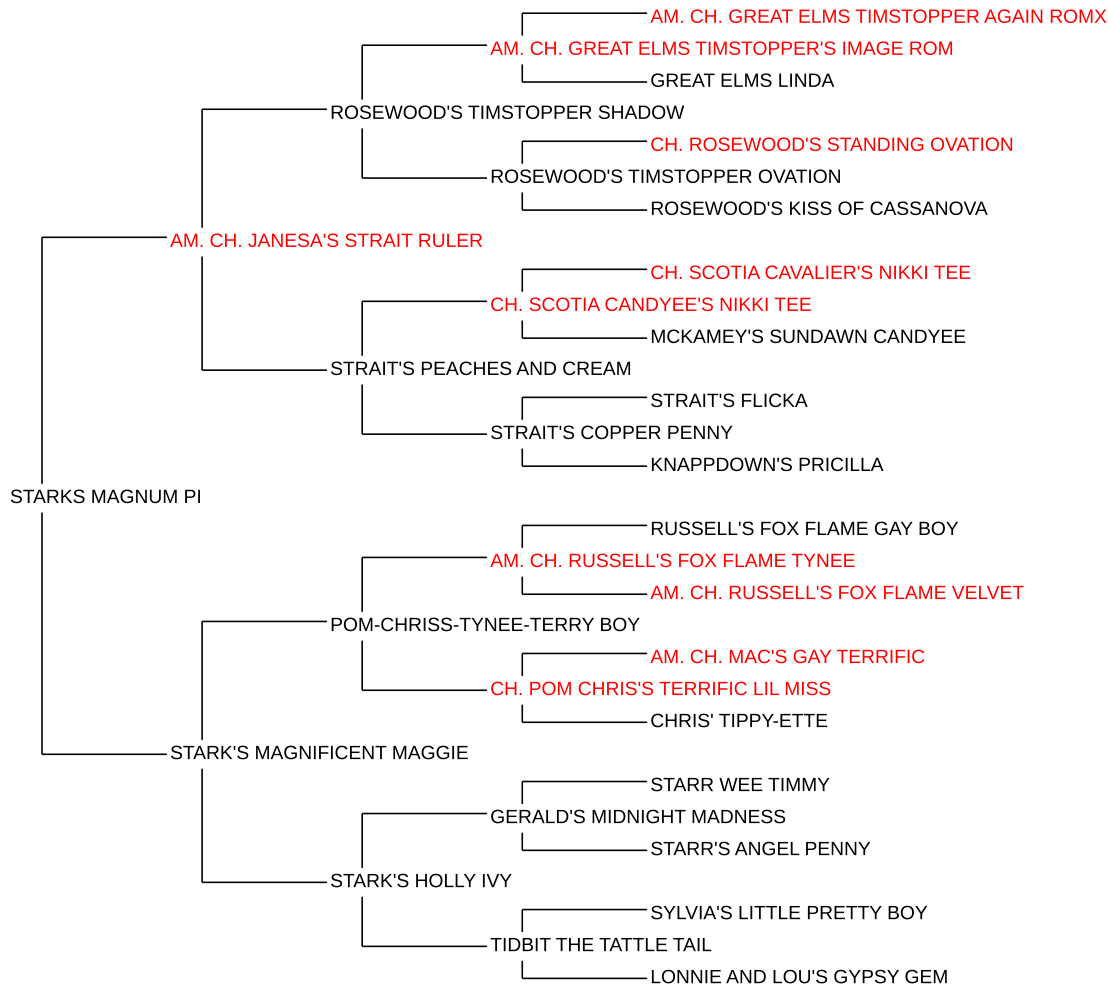 AM. CH. GREAT ELMS TIMSTOPPER AGAIN ROMX
AM. CH. GREAT ELMS TIMSTOPPER'S IMAGE ROM
GREAT ELMS LINDA
ROSEWOOD'S TIMSTOPPER SHADOW
CH. ROSEWOOD'S STANDING OVATION
ROSEWOOD'S TIMSTOPPER OVATION
ROSEWOOD'S KISS OF CASSANOVA
AM. CH. JANESA'S STRAIT RULER
CH. SCOTIA CAVALIER'S NIKKI TEE
CH. SCOTIA CANDYEE'S NIKKI TEE
MCKAMEY'S SUNDAWN CANDYEE
STRAIT'S PEACHES AND CREAM
STRAIT'S FLICKA
STRAIT'S COPPER PENNY
KNAPPDOWN'S PRICILLA
STARKS MAGNUM PI
RUSSELL'S FOX FLAME GAY BOY
AM. CH. RUSSELL'S FOX FLAME TYNEE
AM. CH. RUSSELL'S FOX FLAME VELVET
POM-CHRISS-TYNEE-TERRY BOY
AM. CH. MAC'S GAY TERRIFIC
CH. POM CHRIS'S TERRIFIC LIL MISS
CHRIS' TIPPY-ETTE
STARK'S MAGNIFICENT MAGGIE
STARR WEE TIMMY
GERALD'S MIDNIGHT MADNESS
STARR'S ANGEL PENNY
STARK'S HOLLY IVY
SYLVIA'S LITTLE PRETTY BOY
TIDBIT THE TATTLE TAIL
LONNIE AND LOU'S GYPSY GEM